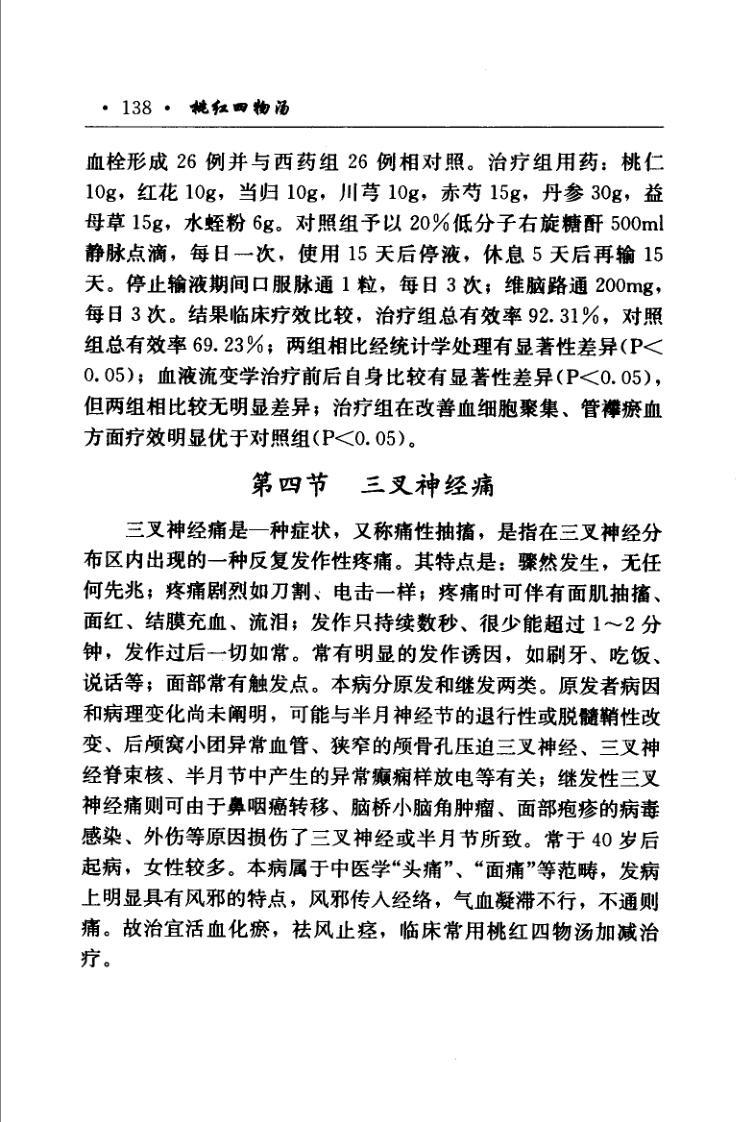 · 138 · 桃红四物汤
血栓形成 26 例并与西药组 26 例相对照。治疗组用药：桃仁
10g，红花 10g，当归 10g，川芎 10g，赤芍 15g，丹参 30g，益
母草 15g，水蛭粉 6g。对照组予以 20%低分子右旋糖酐 500ml
静脉点滴，每日一次，使用 15 天后停液，休息 5 天后再输 15
天。停止输液期间口服脉通 1 粒，每日 3 次；维脑路通 200mg，
每日 3 次。结果临床疗效比较，治疗组总有效率 92.31%，对照
组总有效率 69.23%；两组相比经统计学处理有显著性差异(P<
0.05)；血液流变学治疗前后自身比较有显著性差异(P<0.05)，
但两组相比较无明显差异；治疗组在改善血细胞聚集、管襻瘀血
方面疗效明显优于对照组(P<0.05)。
第四节 三叉神经痛
三叉神经痛是一种症状，又称痛性抽搐，是指在三叉神经分
布区内出现的一种反复发作性疼痛。其特点是：骤然发生，无任
何先兆；疼痛剧烈如刀割、电击一样；疼痛时可伴有面肌抽搐、
面红、结膜充血、流泪；发作只持续数秒、很少能超过 1～2 分
钟，发作过后一切如常。常有明显的发作诱因，如刷牙、吃饭、
说话等；面部常有触发点。本病分原发和继发两类。原发者病因
和病理变化尚未阐明，可能与半月神经节的退行性或脱髓鞘性改
变、后颅窝小团异常血管、狭窄的颅骨孔压迫三叉神经、三叉神
经脊束核、半月节中产生的异常癫痫样放电等有关；继发性三叉
神经痛则可由于鼻咽癌转移、脑桥小脑角肿瘤、面部疱疹的病毒
感染、外伤等原因损伤了三叉神经或半月节所致。常于 40 岁后
起病，女性较多。本病属于中医学“头痛”、“面痛”等范畴，发病
上明显具有风邪的特点，风邪传入经络，气血凝滞不行，不通则
痛。故治宜活血化瘀，祛风止痉，临床常用桃红四物汤加减治
疗。